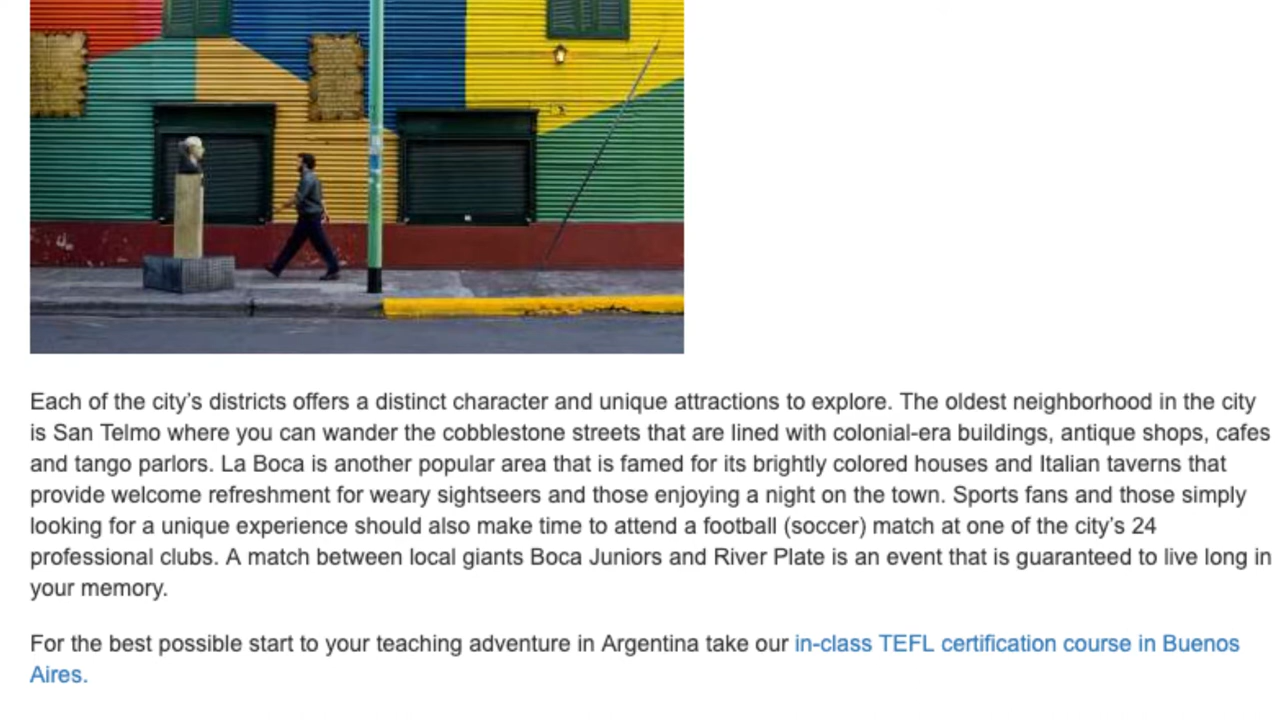 Each of the city’s districts offers a distinct character and unique attractions to explore. The oldest neighborhood in the city
is San Telmo where you can wander the cobblestone streets that are lined with colonial-era buildings, antique shops, cafes
and tango parlors. La Boca is another popular area that is famed for its brightly colored houses and Italian taverns that
provide welcome refreshment for weary sightseers and those enjoying a night on the town. Sports fans and those simply
looking for a unique experience should also make time to attend a football (soccer) match at one of the city’s 24
professional clubs. A match between local giants Boca Juniors and River Plate is an event that is guaranteed to live long in
your memory.
For the best possible start to your teaching adventure in Argentina take our in-class TEFL certification course in Buenos
Aires.